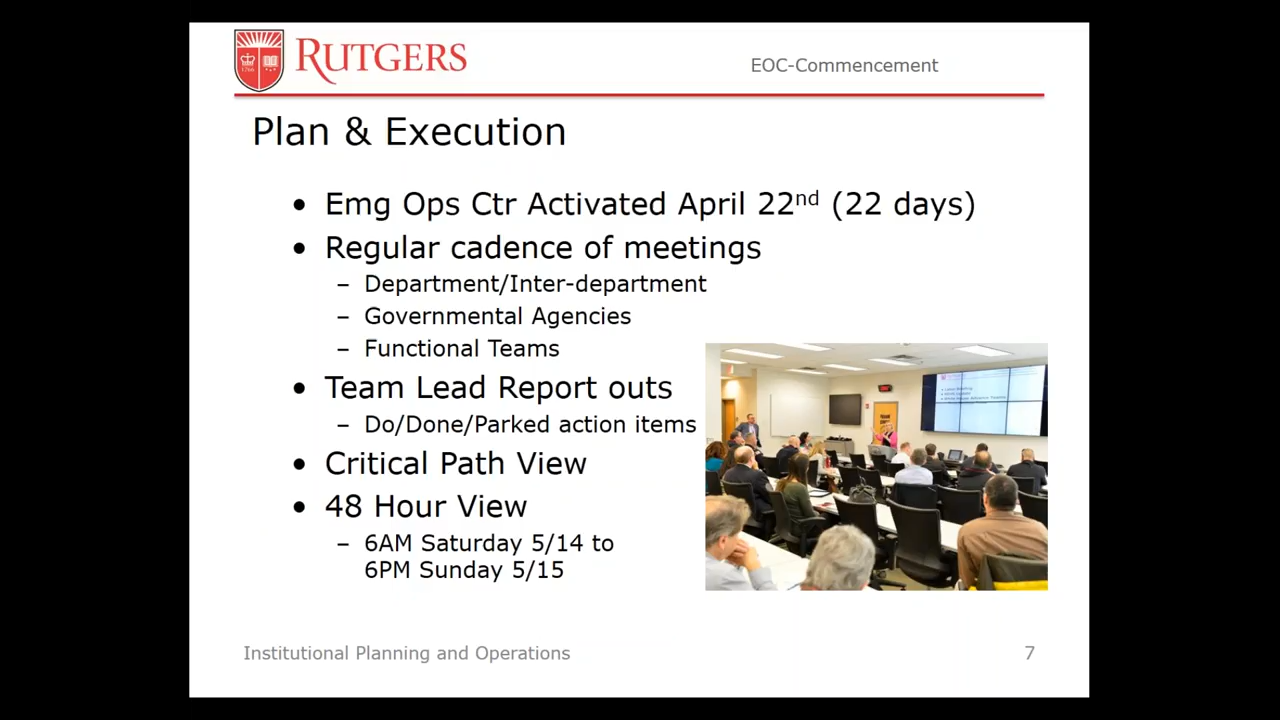 RUTGERS
EOC-Commencement
Plan & Execution
• Emg Ops Ctr Activated April 22nd (22 days)
• Regular cadence of meetings
– Department/Inter-department
– Governmental Agencies
– Functional Teams
• Team Lead Report outs
– Do/Done/Parked action items
• Critical Path View
• 48 Hour View
– 6AM Saturday 5/14 to
6PM Sunday 5/15
Institutional Planning and Operations
7